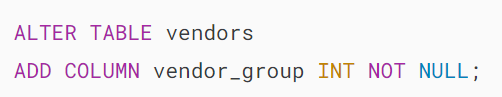 ALTER TABLE vendors
ADD COLUMN vendor_group INT NOT NULL;